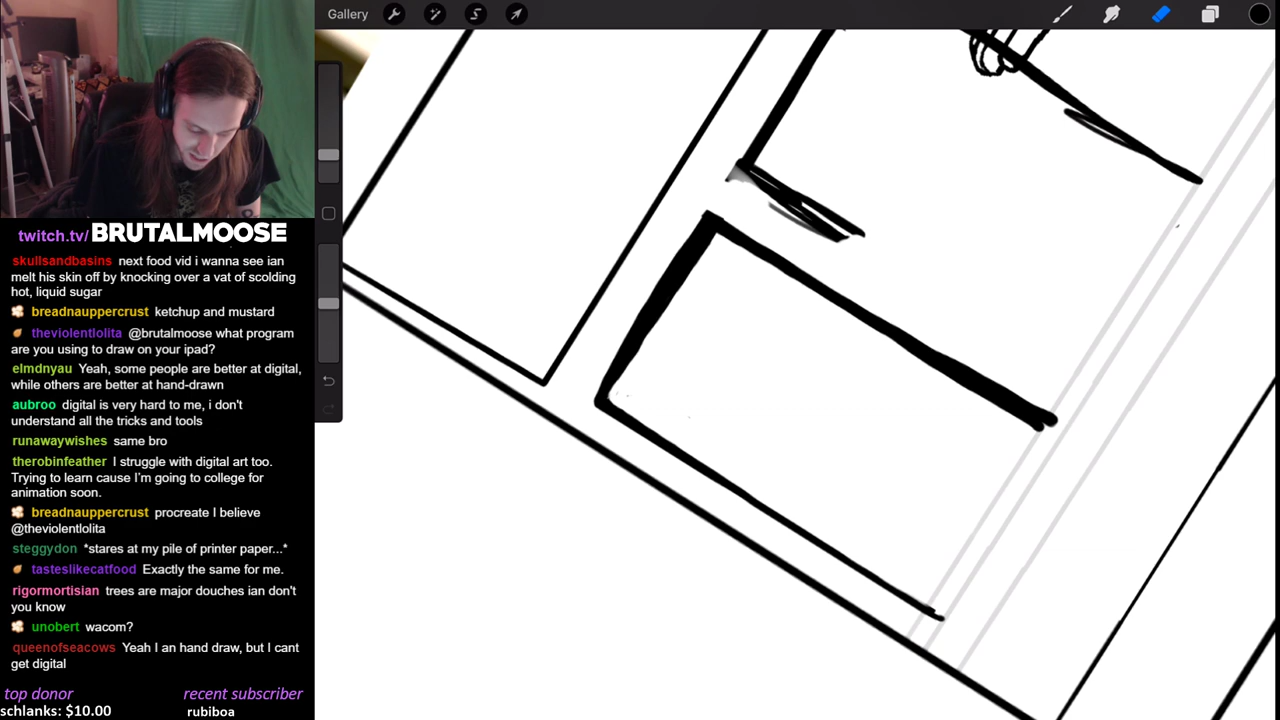 Gallery
twitch.tv/BRUTALMOOSE
skullsandbasins next food vid i wanna see ian
melt his skin off by knocking over a vat of scolding
hot, liquid sugar
breadnauppercrust ketchup and mustard
theviolentlolita @brutalmoose what program
are you using to draw on your ipad?
elmdnyau Yeah, some people are better at digital,
while others are better at hand-drawn
aubroo digital is very hard to me, i don't
understand all the tricks and tools
runawaywishes same bro
therobinfeather I struggle with digital art too.
Trying to learn cause I'm going to college for
animation soon.
breadnauppercrust procreate I believe
@theviolentlolita
steggydon *stares at my pile of printer paper...*
tasteslikecatfood Exactly the same for me.
rigormortisian trees are major douches ian don't
you know
unobert wacom?
queenofseacows Yeah I an hand draw, but I cant
get digital
top donor recent subscriber
schlanks: $10.00 rubiboa